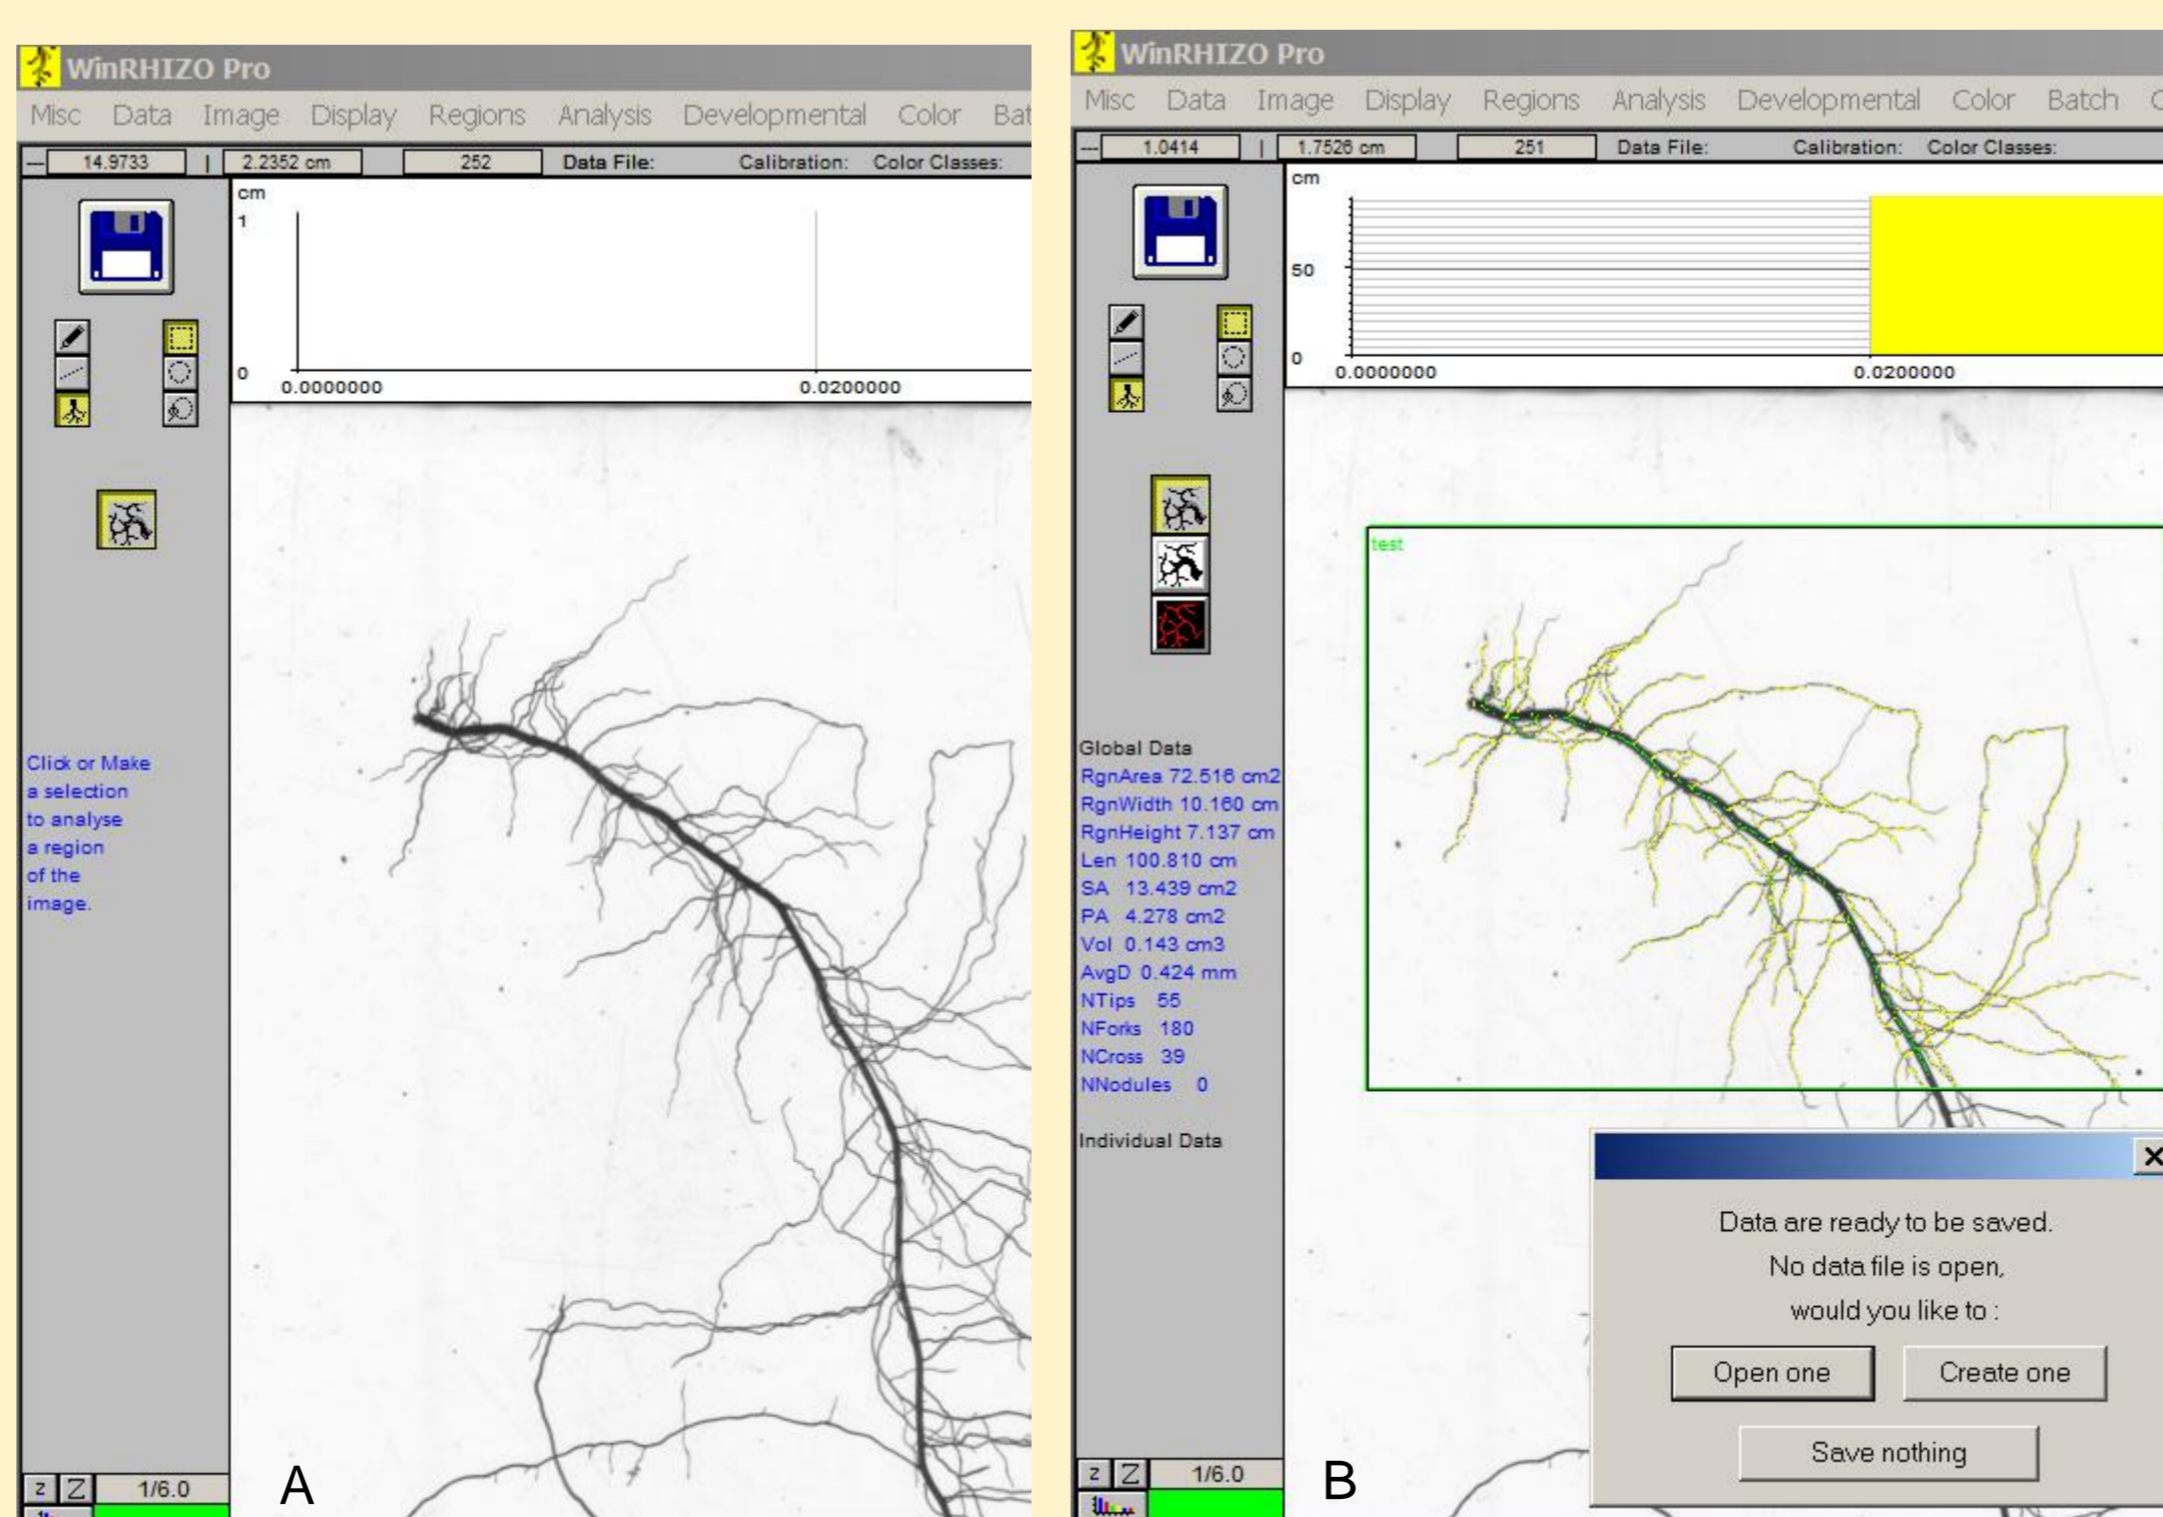 WinRHIZO Pro
Misc Data Image Display Regions Analysis Developmental Color Bat
14.9733 | 2.2352 cm 252 Data File: Calibration: Color Classes:
cm
1
0
0.0000000 0.0200000
Click or Make
a selection
to analyse
a region
of the
image.
z Z 1/6.0
A
WinRHIZO Pro
Misc Data Image Display Regions Analysis Developmental Color Batch C
1.0414 | 1.7526 cm 251 Data File: Calibration: Color Classes:
cm
50
0
0.0000000 0.0200000
test
Global Data
RgnArea 72.516 cm2
RgnWidth 10.160 cm
RgnHeight 7.137 cm
Len 100.810 cm
SA 13.439 cm2
PA 4.278 cm2
Vol 0.143 cm3
AvgD 0.424 mm
NTips 55
NForks 180
NCross 39
NNodules 0
Individual Data
Data are ready to be saved.
No data file is open,
would you like to :
Open one Create one
Save nothing
z Z 1/6.0
B